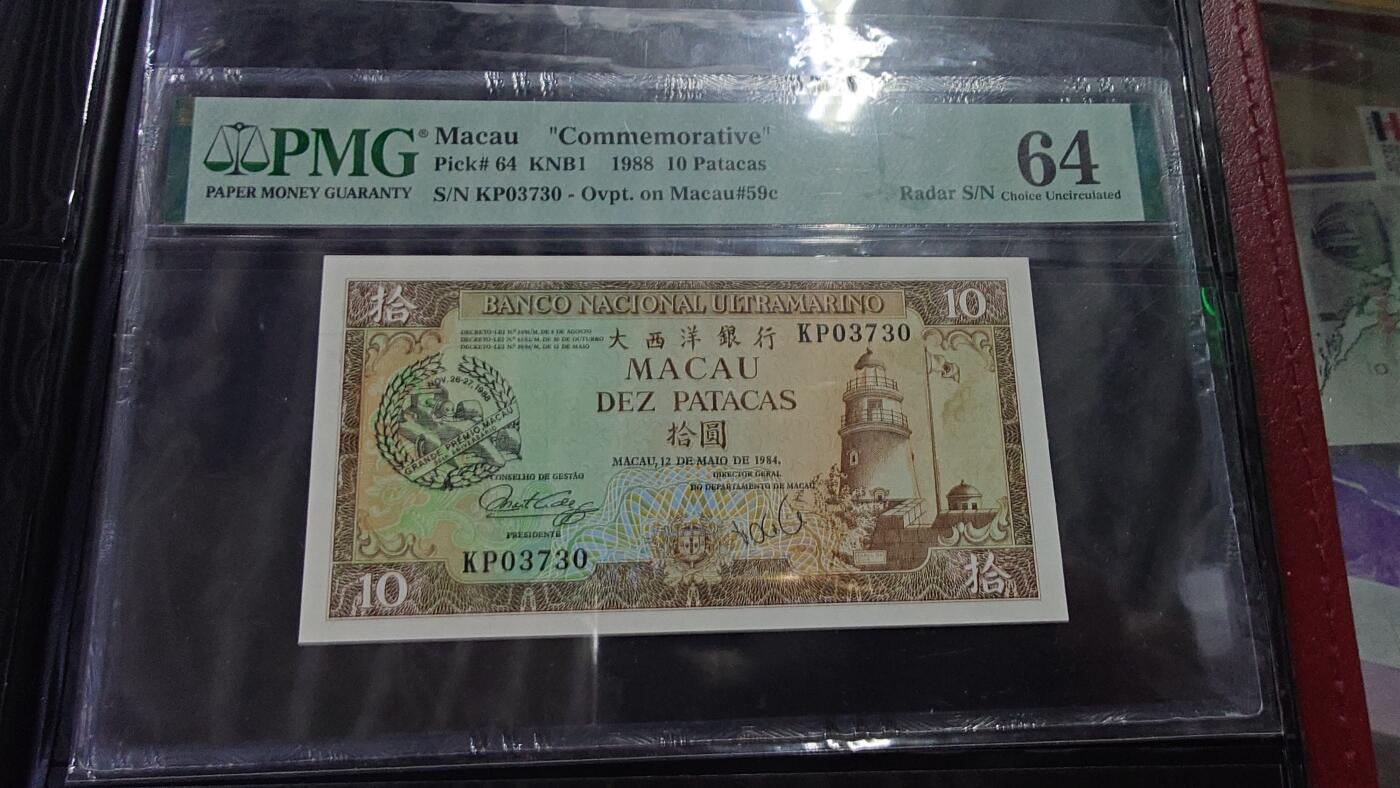 PMG® Macau "Commemorative"
Pick# 64 KNB1 1988 10 Patacas
PAPER MONEY GUARANTY
S/N KP03730 - Ovpt. on Macau#59c
64
Radar S/N Choice Uncirculated
拾 BANCO NACIONAL ULTRAMARINO 10
大西洋銀行 KP03730
MACAU
DEZ PATACAS
拾圓
MACAU, 12 DE MAIO DE 1984.
NOV. 26-27, 1988
GRANDE PRÉMIO MACAU
CONSELHO DE GESTÃO
DIRECTOR GERAL
DO DEPARTAMENTO DE MACAU
PRESIDENTE
KP03730
10 拾